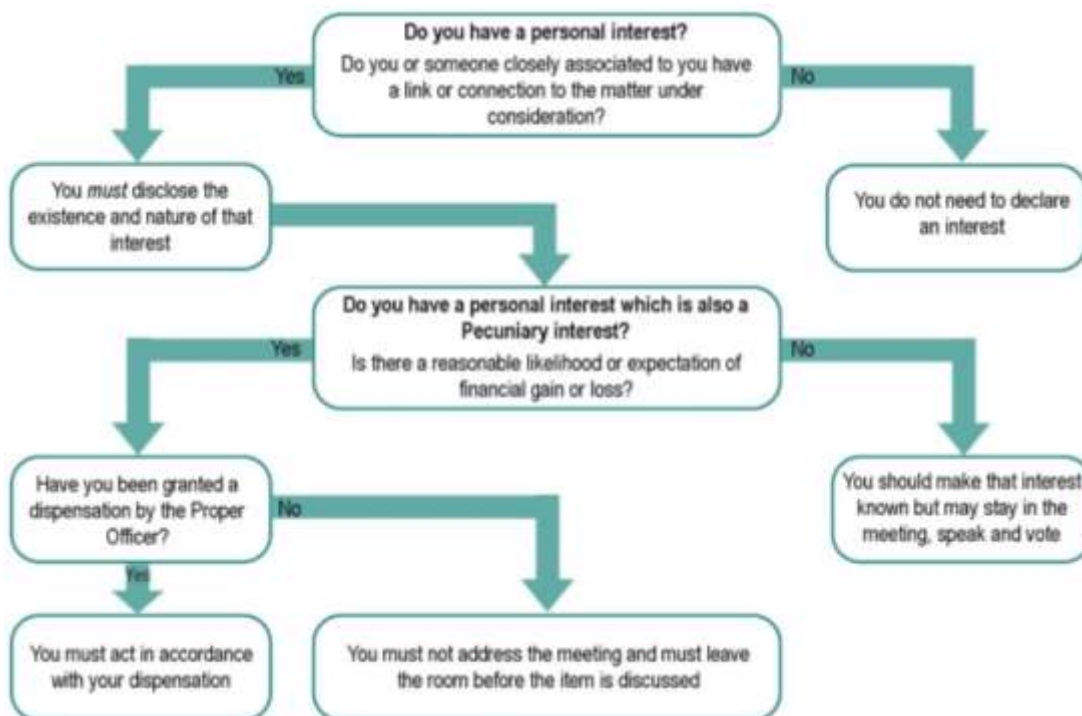 Do you have a personal interest?
Do you or someone closely associated to you have
a link or connection to the matter under
consideration?
Yes
No
You must disclose the
existence and nature of that
interest
You do not need to declare
an interest
Do you have a personal interest which is also a
Pecuniary interest?
Is there a reasonable likelihood or expectation of
financial gain or loss?
Yes
No
Have you been granted a
dispensation by the Proper
Officer?
No
You should make that interest
known but may stay in the
meeting, speak and vote
Yes
You must act in accordance
with your dispensation
You must not address the meeting and must leave
the room before the item is discussed